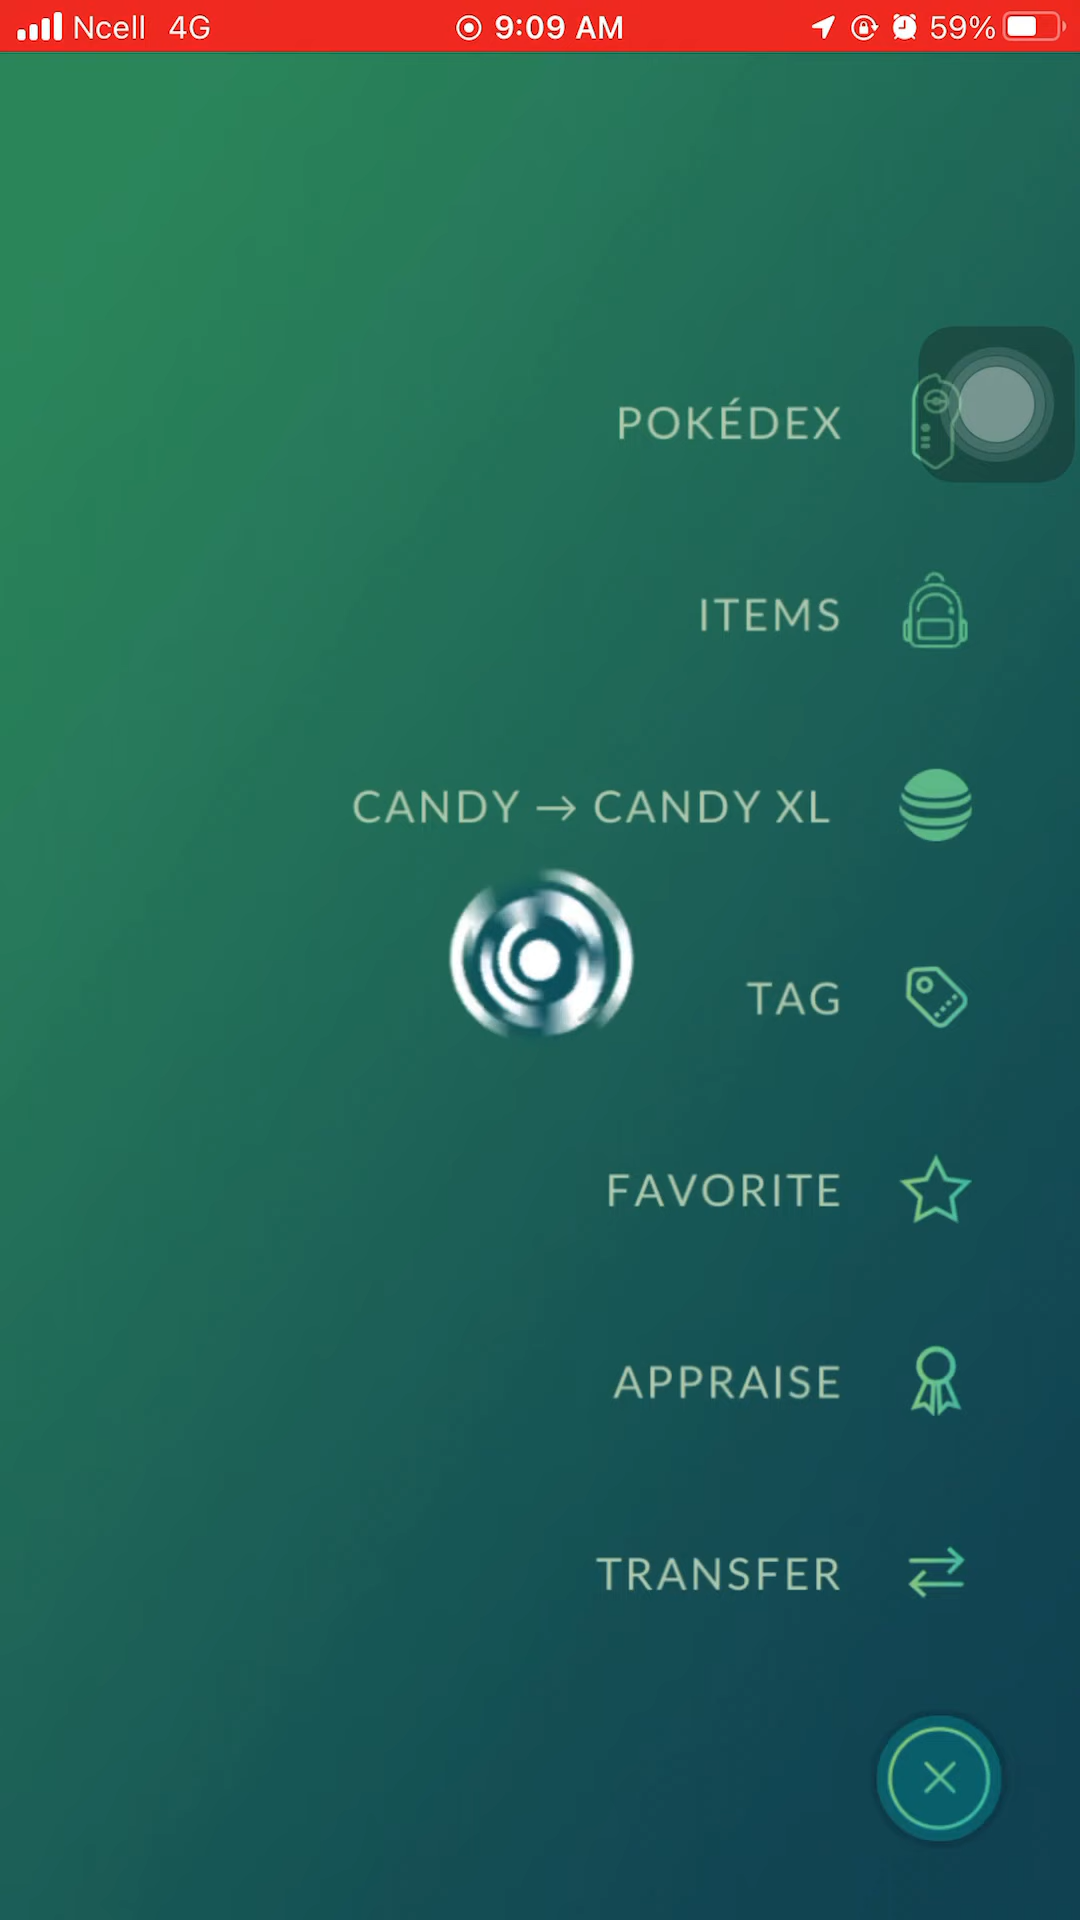 Ncell 4G 9:09 AM 59%
POKÉDEX
ITEMS
CANDY → CANDY XL
TAG
FAVORITE
APPRAISE
TRANSFER